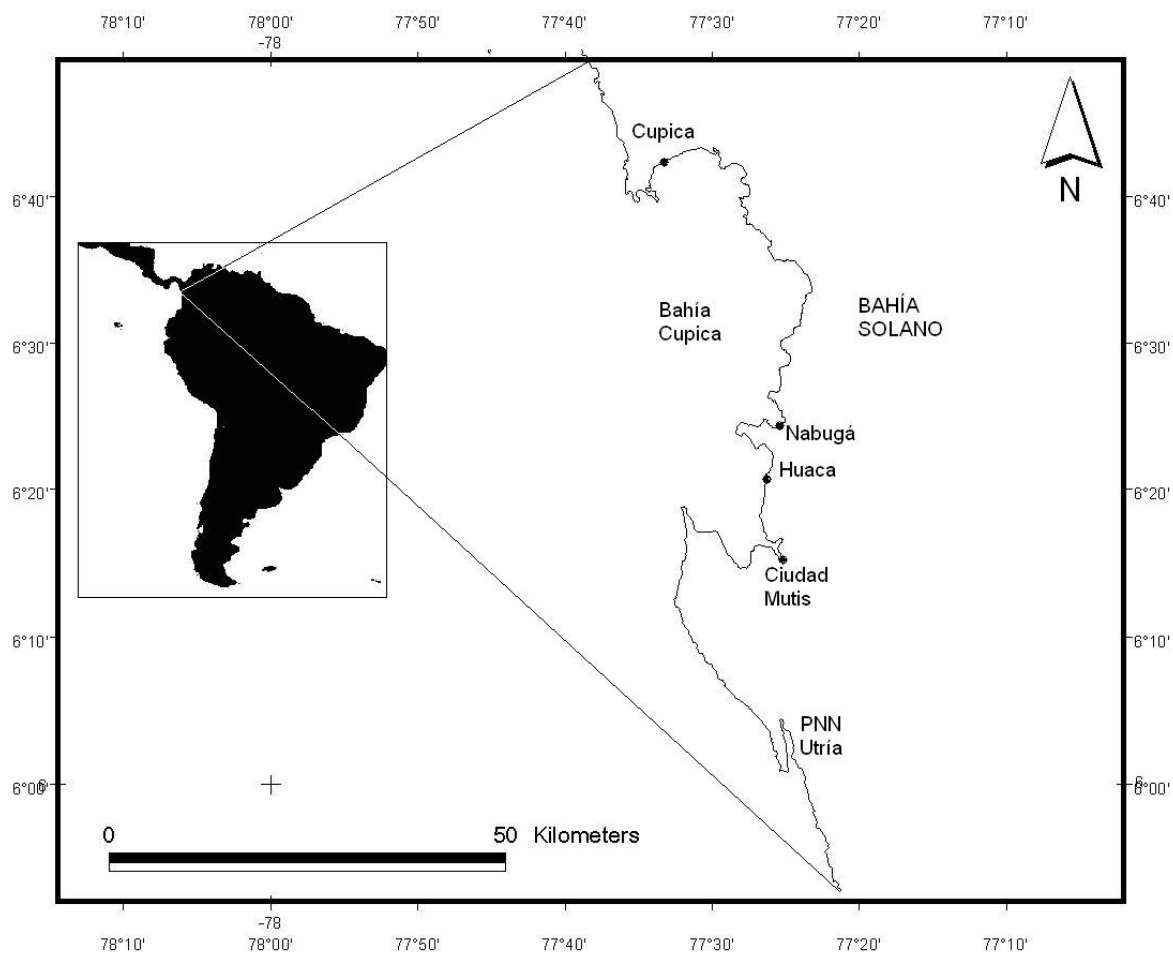 78°10' 78°00' 77°50' 77°40' 77°30' 77°20' 77°10'
-78
Cupica
N
6°40' 6°40'
Bahía
Cupica
BAHÍA
SOLANO
6°30' 6°30'
Nabugá
Huaca
6°20' 6°20'
Ciudad
Mutis
6°10' 6°10'
PNN
Utría
6°00' 6°00'
0 50 Kilometers
-78
78°10' 78°00' 77°50' 77°40' 77°30' 77°20' 77°10'